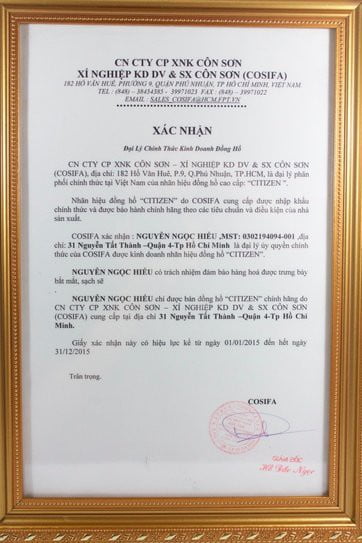 CN CTY CP XNK CÔN SƠN
XÍ NGHIỆP KD DV & SX CÔN SƠN (COSIFA)
182 HỒ VĂN HUÊ, PHƯỜNG 9, QUẬN PHÚ NHUẬN, TP HỒ CHÍ MINH, VIỆT NAM.
TEL : (848) – 38454385 - 39971023 FAX : (848) – 39971022
EMAIL : SALES_COSIFA@HCM.FPT.VN
XÁC NHẬN
Đại Lý Chính Thức Kinh Doanh Đồng Hồ
CN CTY CP XNK CÔN SƠN – XÍ NGHIỆP KD DV & SX CÔN SƠN
(COSIFA), địa chỉ: 182 Hồ Văn Huê, P.9, Q.Phú Nhuận, TP.HCM, là đại lý phân
phối chính thức tại Việt Nam của nhãn hiệu đồng hồ cao cấp: "CITIZEN ".
Nhãn hiệu đồng hồ "CITIZEN" do COSIFA cung cấp được nhập khẩu
chính thức và được bảo hành chính hãng theo các tiêu chuẩn và điều kiện của nhà
sản xuất.
COSIFA xác nhận : NGUYỄN NGỌC HIẾU ,MST: 0302194094-001 ,địa
chỉ: 31 Nguyễn Tất Thành –Quận 4-Tp Hồ Chí Minh là đại lý ủy quyền chính
thức của COSIFA được kinh doanh nhãn hiệu đồng hồ "CITIZEN".
NGUYỄN NGỌC HIẾU có trách nhiệm đảm bảo hàng hoá được trưng bày
bắt mắt, sạch sẽ
NGUYỄN NGỌC HIẾU chỉ được bán đồng hồ "CITIZEN" chính hãng do
CN CTY CP XNK CÔN SƠN – XÍ NGHIỆP KD DV & SX CÔN SƠN
(COSIFA) cung cấp tại địa chỉ 31 Nguyễn Tất Thành –Quận 4-Tp Hồ Chí
Minh.
Giấy xác nhận này có hiệu lực kể từ ngày 01/01/2015 đến hết ngày
31/12/2015
Trân trọng.
COSIFA